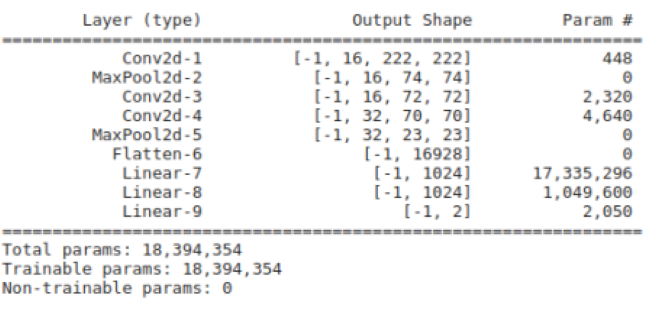 Layer (type) Output Shape Param #
================================================================
Conv2d-1 [-1, 16, 222, 222] 448
MaxPool2d-2 [-1, 16, 74, 74] 0
Conv2d-3 [-1, 16, 72, 72] 2,320
Conv2d-4 [-1, 32, 70, 70] 4,640
MaxPool2d-5 [-1, 32, 23, 23] 0
Flatten-6 [-1, 16928] 0
Linear-7 [-1, 1024] 17,335,296
Linear-8 [-1, 1024] 1,049,600
Linear-9 [-1, 2] 2,050
================================================================
Total params: 18,394,354
Trainable params: 18,394,354
Non-trainable params: 0